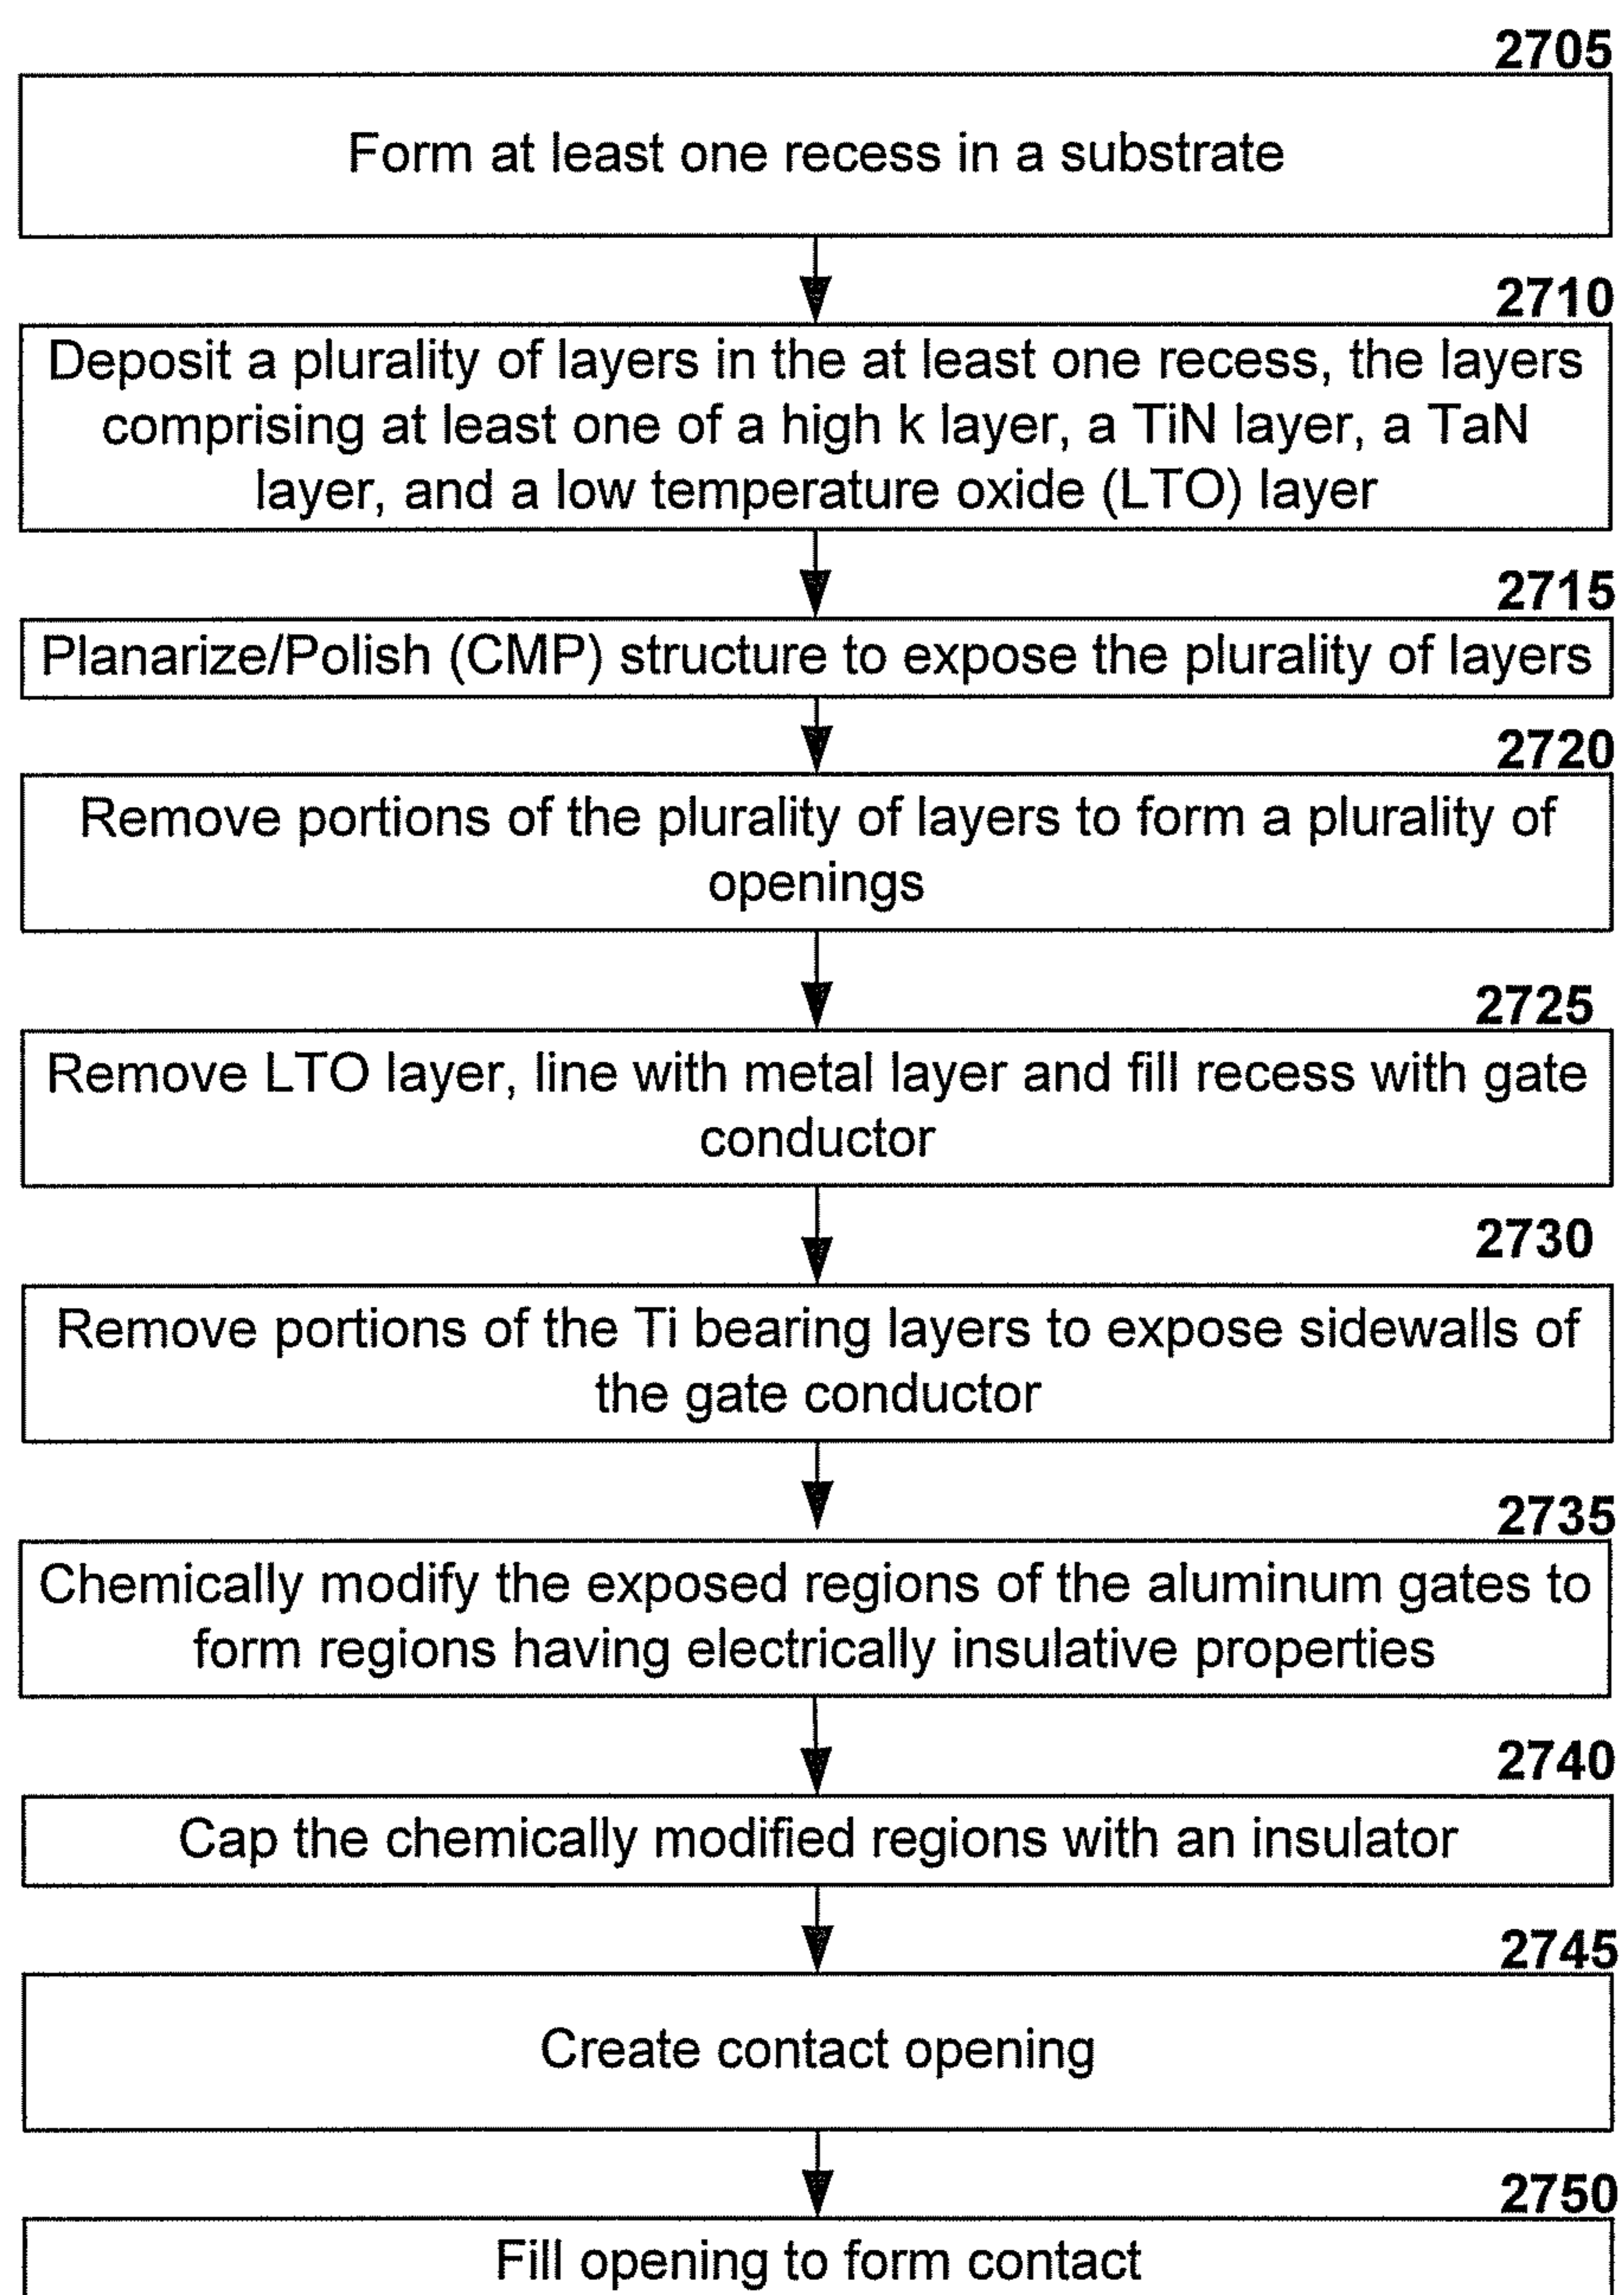 2705
Form at least one recess in a substrate
2710
Deposit a plurality of layers in the at least one recess, the layers
comprising at least one of a high k layer, a TiN layer, a TaN
layer, and a low temperature oxide (LTO) layer
2715
Planarize/Polish (CMP) structure to expose the plurality of layers
2720
Remove portions of the plurality of layers to form a plurality of
openings
2725
Remove LTO layer, line with metal layer and fill recess with gate
conductor
2730
Remove portions of the Ti bearing layers to expose sidewalls of
the gate conductor
2735
Chemically modify the exposed regions of the aluminum gates to
form regions having electrically insulative properties
2740
Cap the chemically modified regions with an insulator
2745
Create contact opening
2750
Fill opening to form contact